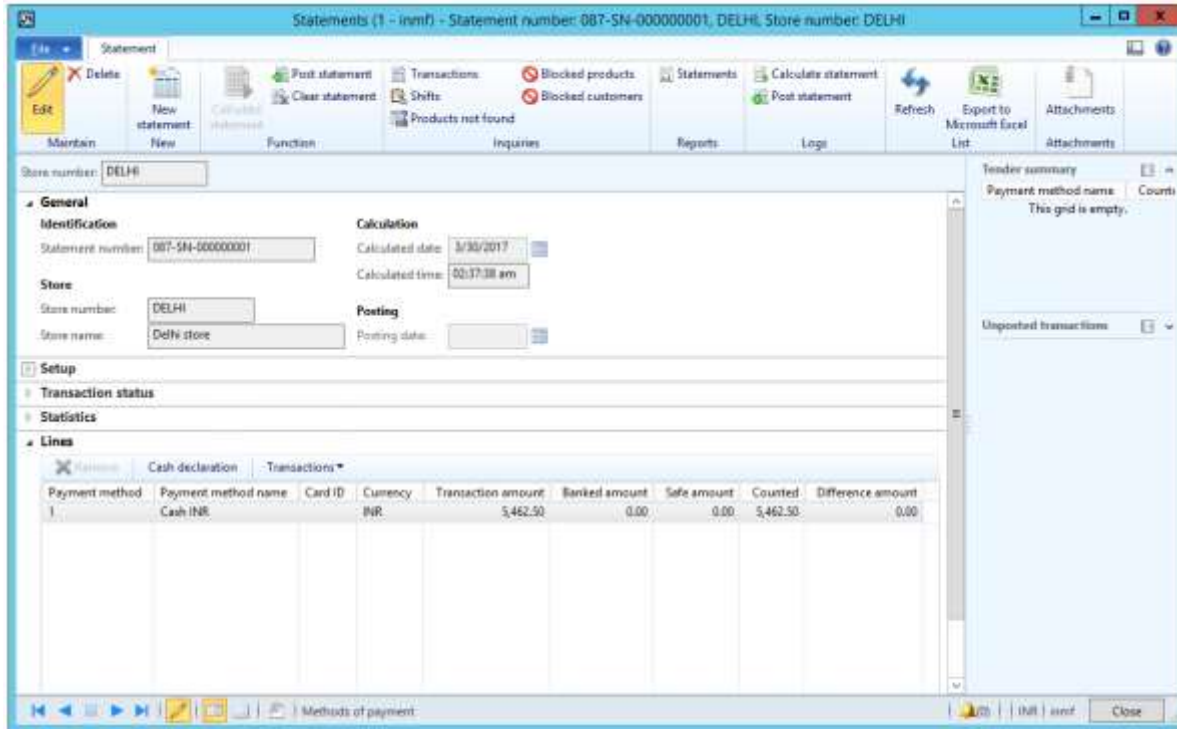 Statements (1 - inmf) - Statement number: 087-SN-000000001, DELHI, Store number: DELHI
File Statement
Edit
Delete
Maintain
New statement
New
Calculate statement
Post statement
Clear statement
Function
Transactions
Shifts
Products not found
Blocked products
Blocked customers
Inquiries
Statements
Reports
Calculate statement
Post statement
Logs
Refresh
Export to Microsoft Excel
List
Attachments
Attachments
Store number: DELHI
General
Identification
Statement number: 087-SN-000000001
Store
Store number: DELHI
Store name: Delhi store
Calculation
Calculated date: 3/30/2017
Calculated time: 02:37:38 am
Posting
Posting date:
Setup
Transaction status
Statistics
Lines
Remove Cash declaration Transactions
Payment method Payment method name Card ID Currency Transaction amount Banked amount Safe amount Counted Difference amount
1 Cash INR INR 5,462.50 0.00 0.00 5,462.50 0.00
Tender summary
Payment method name Counte
This grid is empty.
Unposted transactions
Methods of payment
INR inmf Close